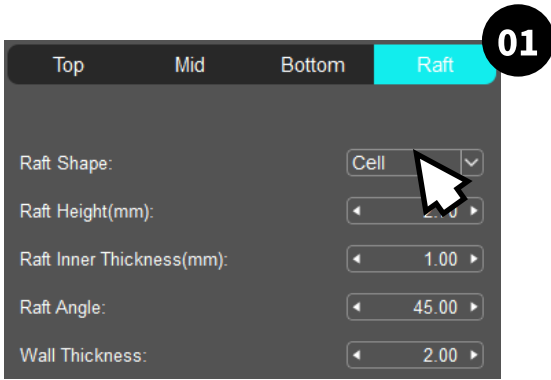 01
Top Mid Bottom Raft
Raft Shape: Cell
Raft Height(mm):
Raft Inner Thickness(mm): 1.00
Raft Angle: 45.00
Wall Thickness: 2.00